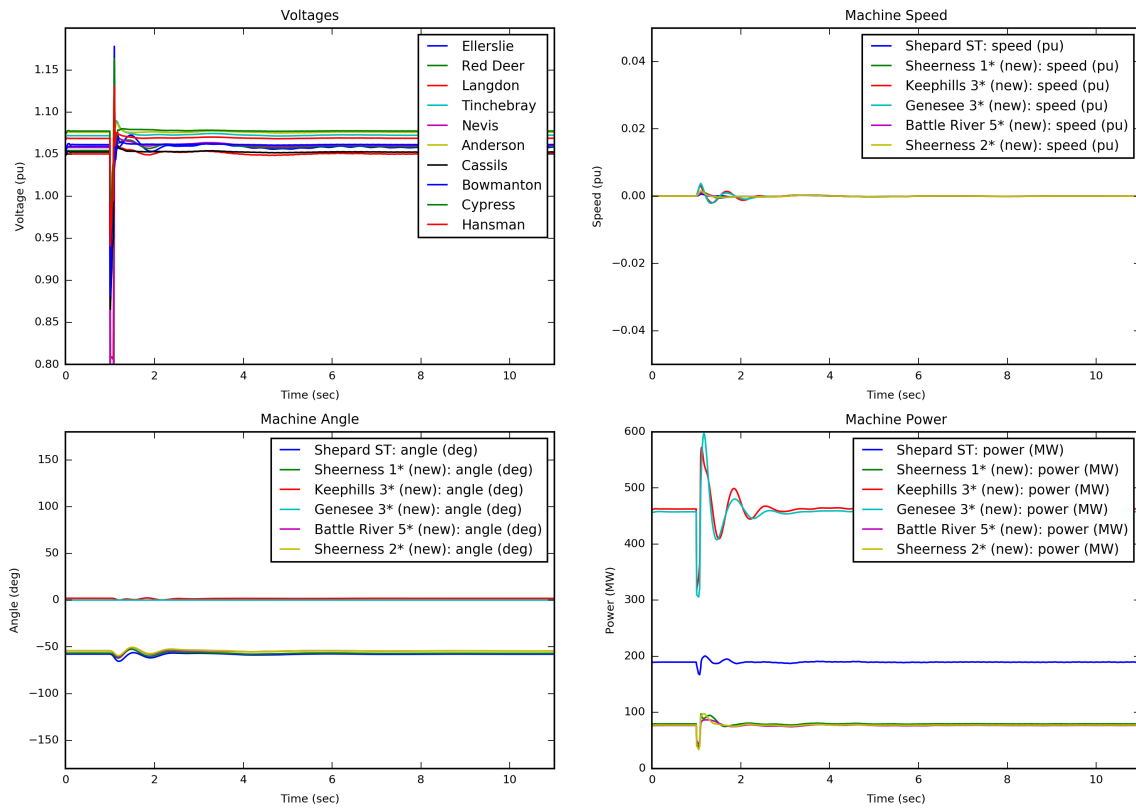 Voltages
1.15
1.10
1.05
1.00
0.95
0.90
0.85
0.80
Voltage (pu)
Ellerslie
Red Deer
Langdon
Tinchebray
Nevis
Anderson
Cassils
Bowmanton
Cypress
Hansman
0 2 4 6 8 10
Time (sec)
Machine Speed
0.04
0.02
0.00
−0.02
−0.04
Speed (pu)
Shepard ST: speed (pu)
Sheerness 1* (new): speed (pu)
Keephills 3* (new): speed (pu)
Genesee 3* (new): speed (pu)
Battle River 5* (new): speed (pu)
Sheerness 2* (new): speed (pu)
0 2 4 6 8 10
Time (sec)
Machine Angle
150
100
50
0
−50
−100
−150
Angle (deg)
Shepard ST: angle (deg)
Sheerness 1* (new): angle (deg)
Keephills 3* (new): angle (deg)
Genesee 3* (new): angle (deg)
Battle River 5* (new): angle (deg)
Sheerness 2* (new): angle (deg)
0 2 4 6 8 10
Time (sec)
Machine Power
600
500
400
300
200
100
0
Power (MW)
Shepard ST: power (MW)
Sheerness 1* (new): power (MW)
Keephills 3* (new): power (MW)
Genesee 3* (new): power (MW)
Battle River 5* (new): power (MW)
Sheerness 2* (new): power (MW)
0 2 4 6 8 10
Time (sec)